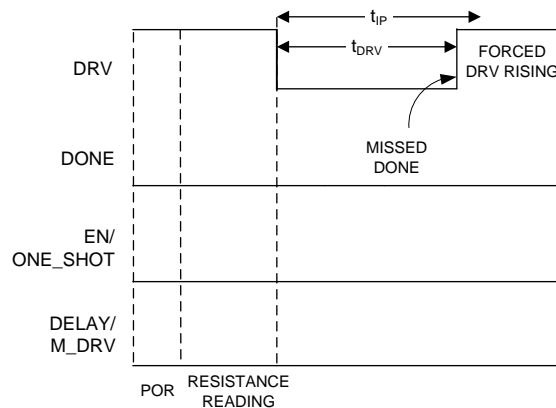 tIP
tDRV
FORCED
DRV RISING
DRV
MISSED
DONE
DONE
EN/
ONE_SHOT
DELAY/
M_DRV
POR
RESISTANCE
READING